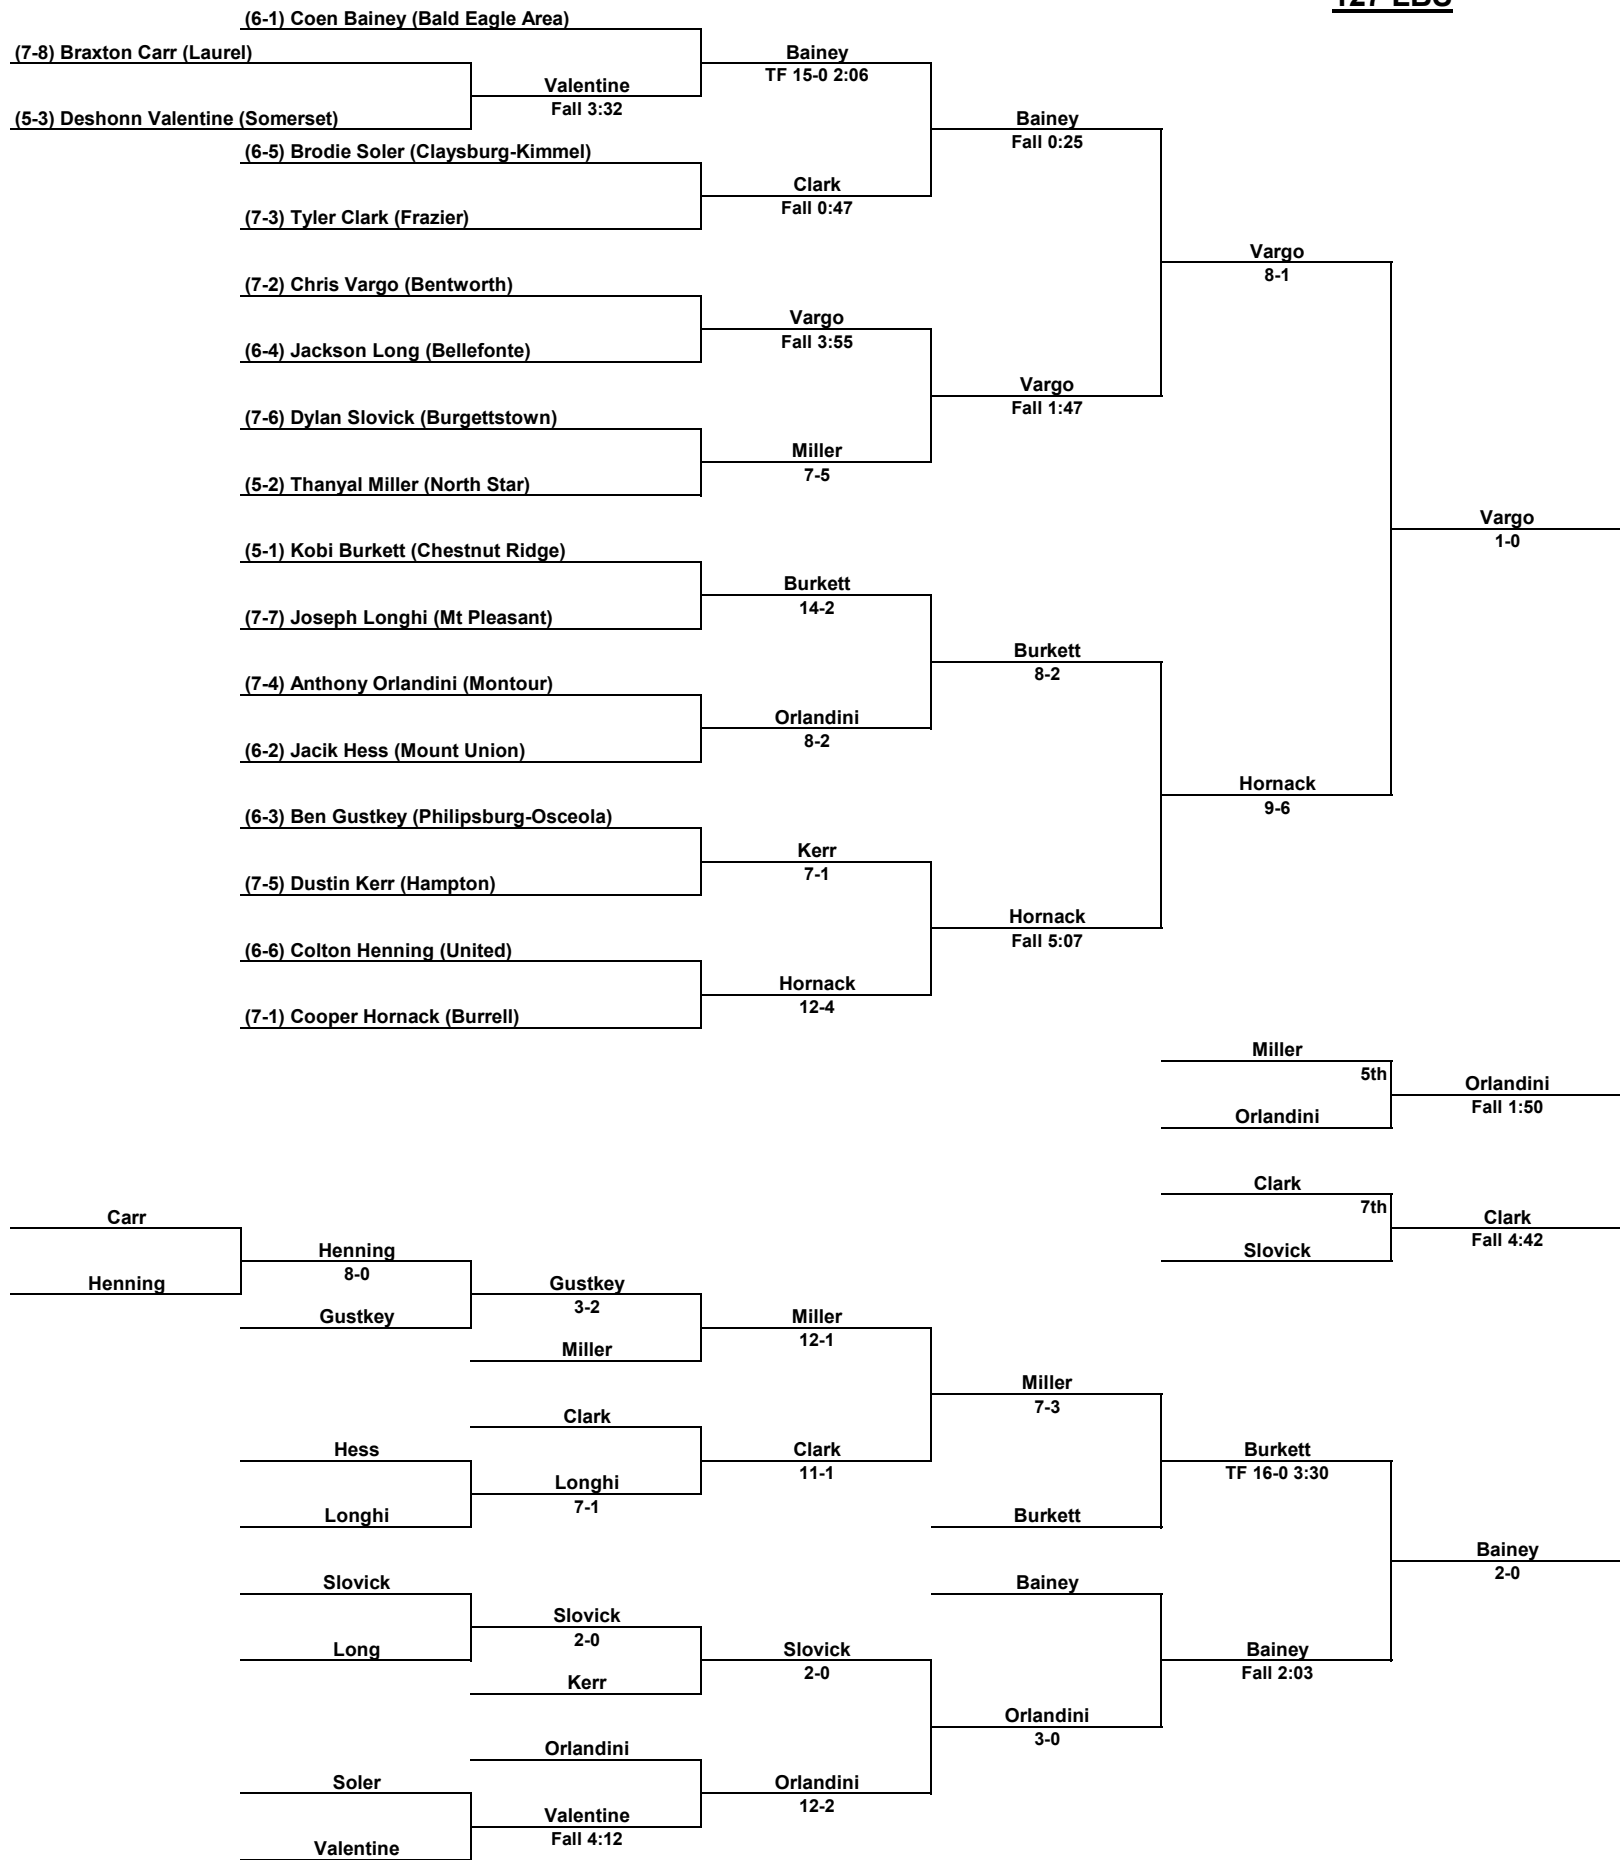 127 LBS
(6-1) Coen Bainey (Bald Eagle Area)
(7-8) Braxton Carr (Laurel)
Bainey
TF 15-0 2:06
Valentine
Fall 3:32
(5-3) Deshonn Valentine (Somerset)
Bainey
Fall 0:25
(6-5) Brodie Soler (Claysburg-Kimmel)
Clark
Fall 0:47
(7-3) Tyler Clark (Frazier)
Vargo
8-1
(7-2) Chris Vargo (Bentworth)
Vargo
Fall 3:55
(6-4) Jackson Long (Bellefonte)
Vargo
Fall 1:47
(7-6) Dylan Slovick (Burgettstown)
Miller
7-5
(5-2) Thanyal Miller (North Star)
Vargo
1-0
(5-1) Kobi Burkett (Chestnut Ridge)
Burkett
14-2
(7-7) Joseph Longhi (Mt Pleasant)
Burkett
8-2
(7-4) Anthony Orlandini (Montour)
Orlandini
8-2
(6-2) Jacik Hess (Mount Union)
Hornack
9-6
(6-3) Ben Gustkey (Philipsburg-Osceola)
Kerr
7-1
(7-5) Dustin Kerr (Hampton)
Hornack
Fall 5:07
(6-6) Colton Henning (United)
Hornack
12-4
(7-1) Cooper Hornack (Burrell)
Miller
5th
Orlandini
Fall 1:50
Orlandini
Clark
7th
Clark
Fall 4:42
Slovick
Carr
Henning
8-0
Henning
Gustkey
3-2
Gustkey
Miller
12-1
Miller
Miller
7-3
Clark
Hess
Clark
11-1
Burkett
TF 16-0 3:30
Longhi
7-1
Longhi
Burkett
Bainey
2-0
Slovick
Bainey
Slovick
2-0
Long
Slovick
2-0
Bainey
Fall 2:03
Kerr
Orlandini
3-0
Orlandini
Soler
Orlandini
12-2
Valentine
Fall 4:12
Valentine